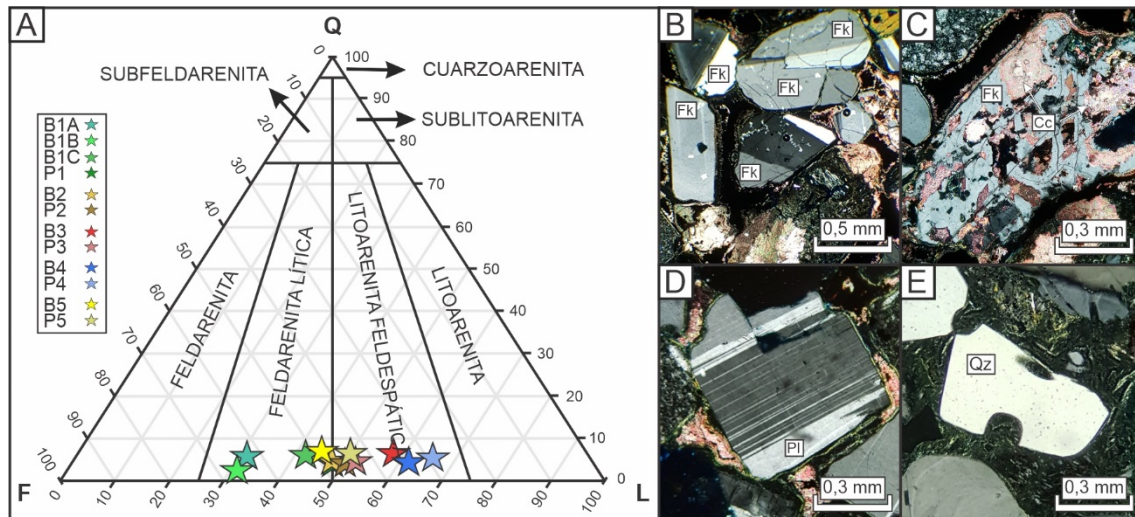 A
Q
SUBFELDARENITA
CUARZOARENITA
SUBLITOARENITA
B1A
B1B
B1C
P1
B2
P2
B3
P3
B4
P4
B5
P5
FELDARENITA
FELDARENITA LÍTICA
LITOARENITA FELDESPÁTIC
LITOARENITA
0
10
20
30
40
50
60
70
80
90
100
100
90
80
70
60
50
40
30
20
10
0
F
0
10
20
30
40
50
60
70
80
90
100
L
B
Fk
Fk
Fk
Fk
Fk
0,5 mm
C
Fk
Cc
0,3 mm
D
Pl
0,3 mm
E
Qz
0,3 mm